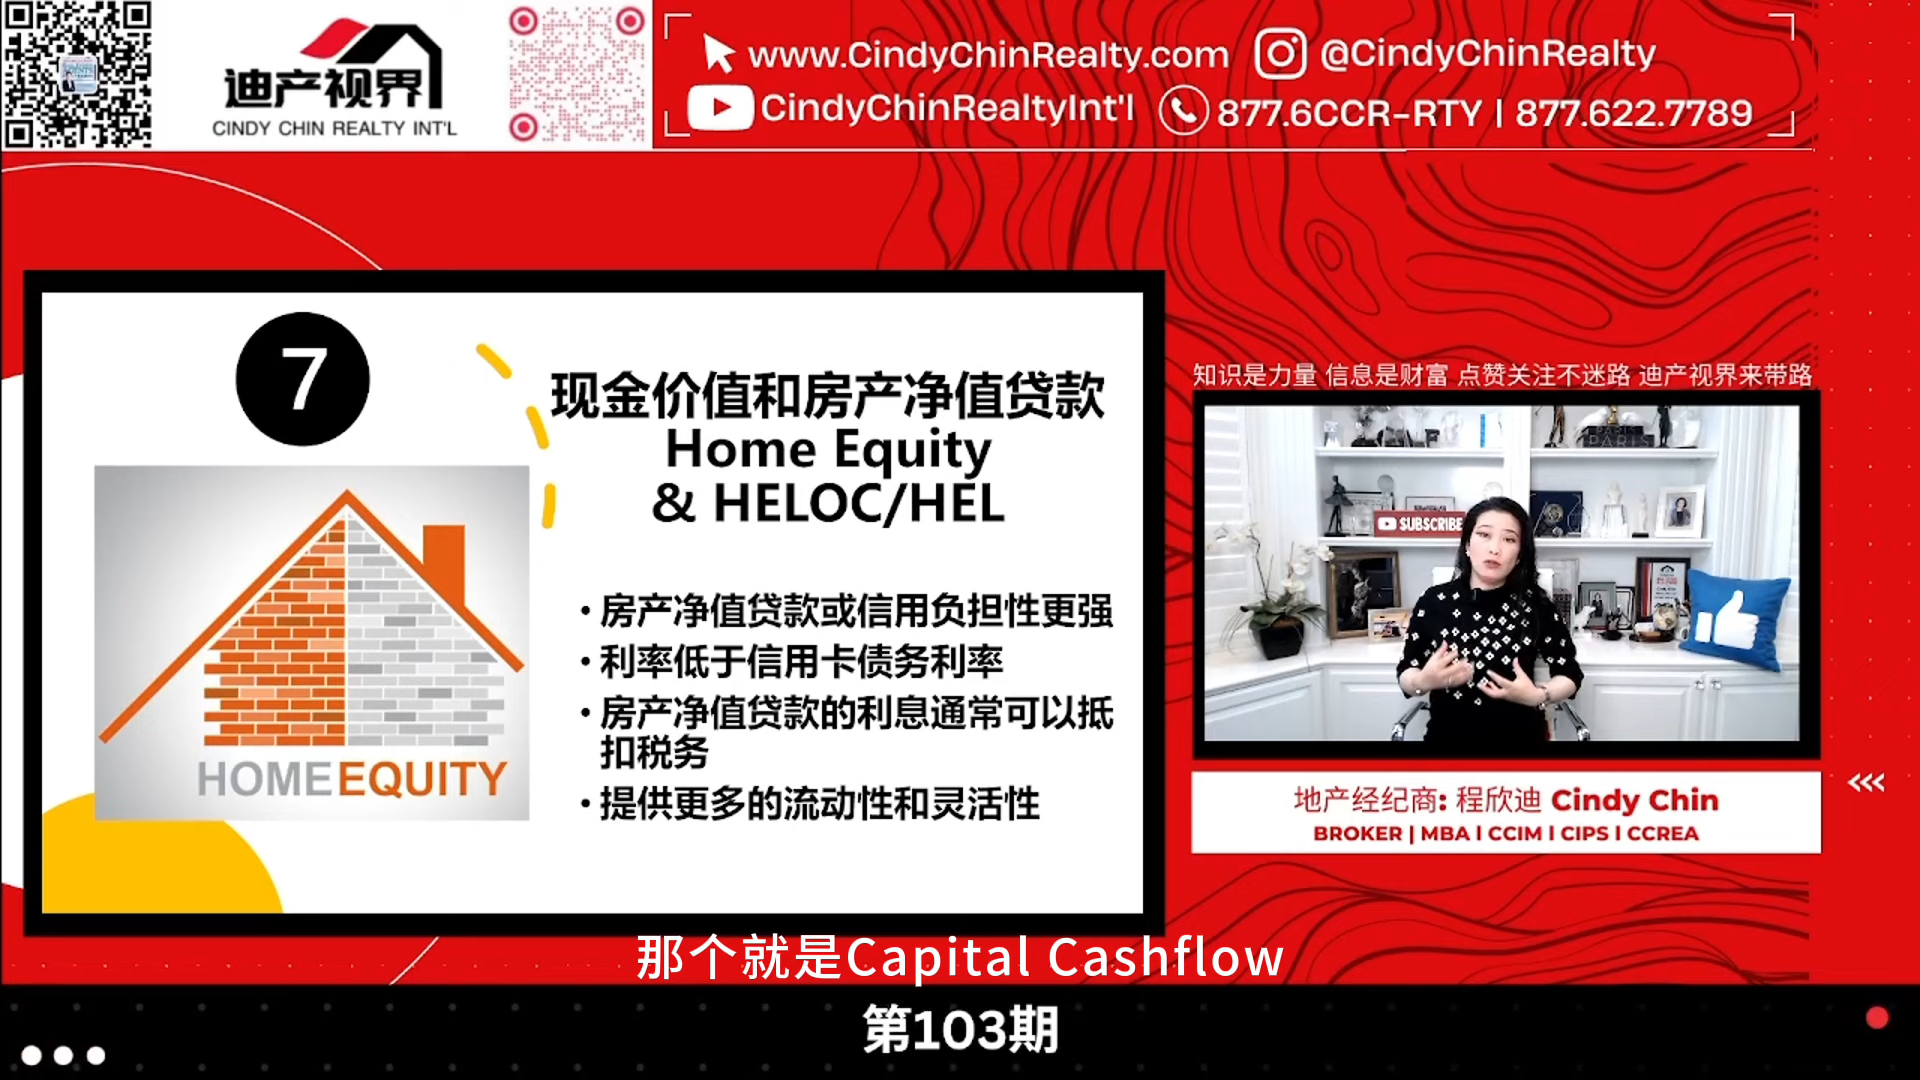 迪产视界
CINDY CHIN REALTY INT'L
www.CindyChinRealty.com
@CindyChinRealty
CindyChinRealtyInt'l
877.6CCR-RTY | 877.622.7789
7
现金价值和房产净值贷款
Home Equity
& HELOC/HEL
HOMEEQUITY
• 房产净值贷款或信用负担性更强
• 利率低于信用卡债务利率
• 房产净值贷款的利息通常可以抵
扣税务
• 提供更多的流动性和灵活性
知识是力量 信息是财富 点赞关注不迷路 迪产视界来带路
PARIS
SUBSCRIBE
地产经纪商: 程欣迪 Cindy Chin
BROKER | MBA | CCIM | CIPS | CCREA
那个就是Capital Cashflow
第103期